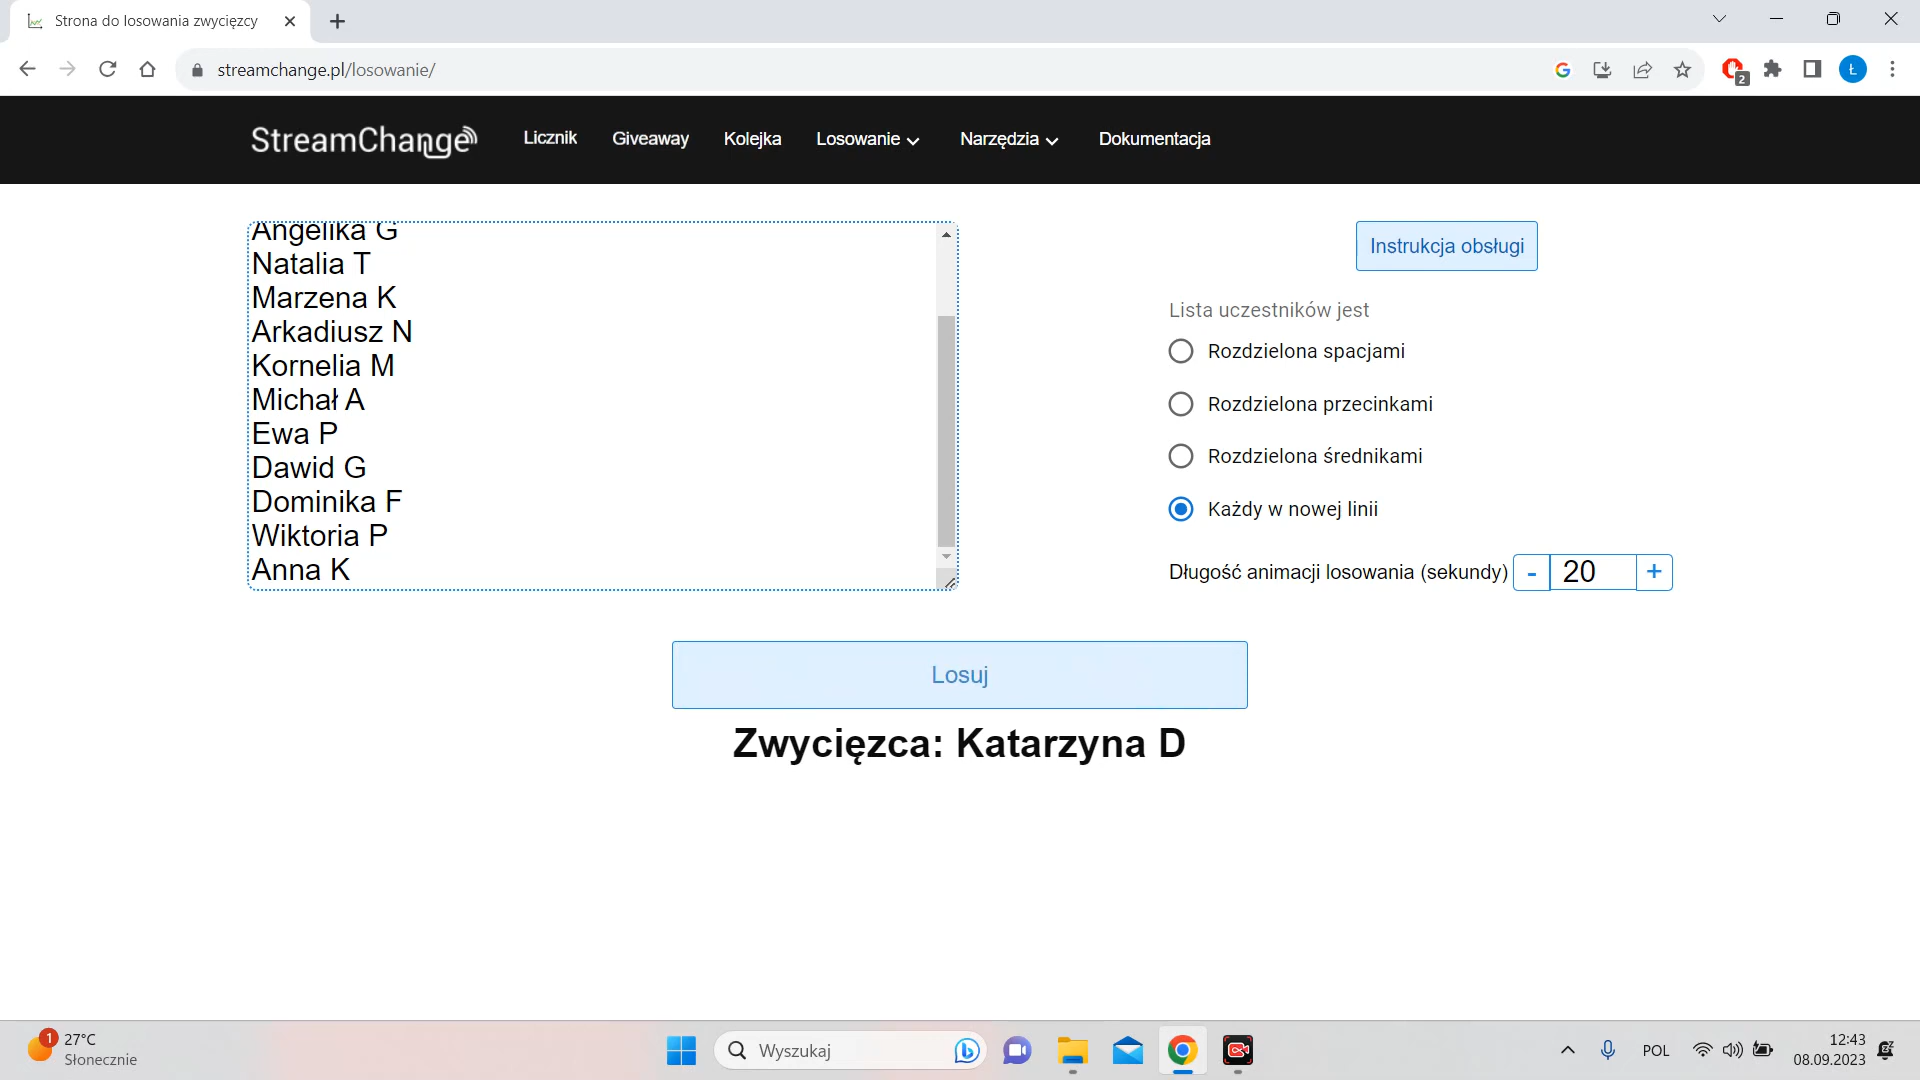 Strona do losowania zwycięzcy
streamchange.pl/losowanie/
2
Ł
StreamChange
Licznik
Giveaway
Kolejka
Losowanie
Narzędzia
Dokumentacja
Angelika G
Natalia T
Marzena K
Arkadiusz N
Kornelia M
Michał A
Ewa P
Dawid G
Dominika F
Wiktoria P
Anna K
Instrukcja obsługi
Lista uczestników jest
Rozdzielona spacjami
Rozdzielona przecinkami
Rozdzielona średnikami
Każdy w nowej linii
Długość animacji losowania (sekundy) - 20 +
Losuj
Zwycięzca: Katarzyna D
1
27°C
Słonecznie
Wyszukaj
POL
12:43
08.09.2023